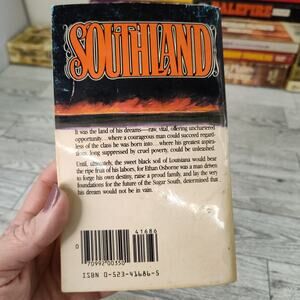 ALEFIRE
SOUTHLAND
It was the land of his dreams—raw, vital, offering unchartered
opportunity...where a courageous man could succeed regard-
less of the class he was born into...where his greatest aspira-
tions, long suppressed by cruel poverty, could be unleashed.
Until, ultimately, the sweet black soil of Louisiana would bear
the ripe fruit of his labors, for Ethan Osborne was a man driven
to forge his own destiny, raise a proud family, and lay the very
foundations for the future of the Sugar South, determined that
his dream would not be in vain.
41686
0
70992 00350
ISBN 0-523-41686-5